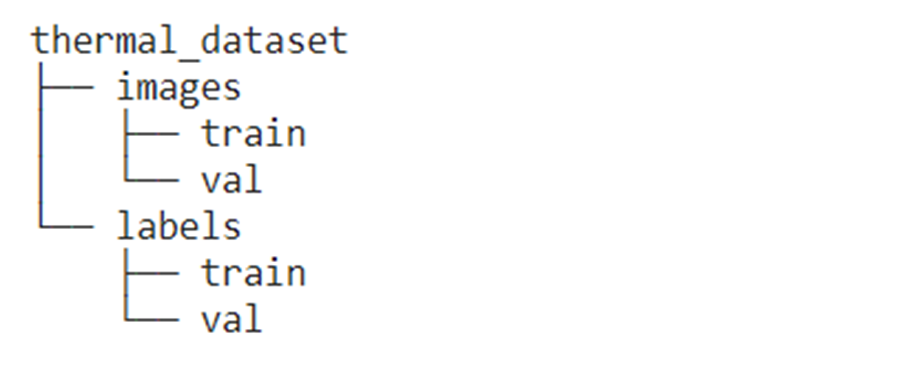 thermal_dataset
├── images
│   ├── train
│   └── val
└── labels
    ├── train
    └── val